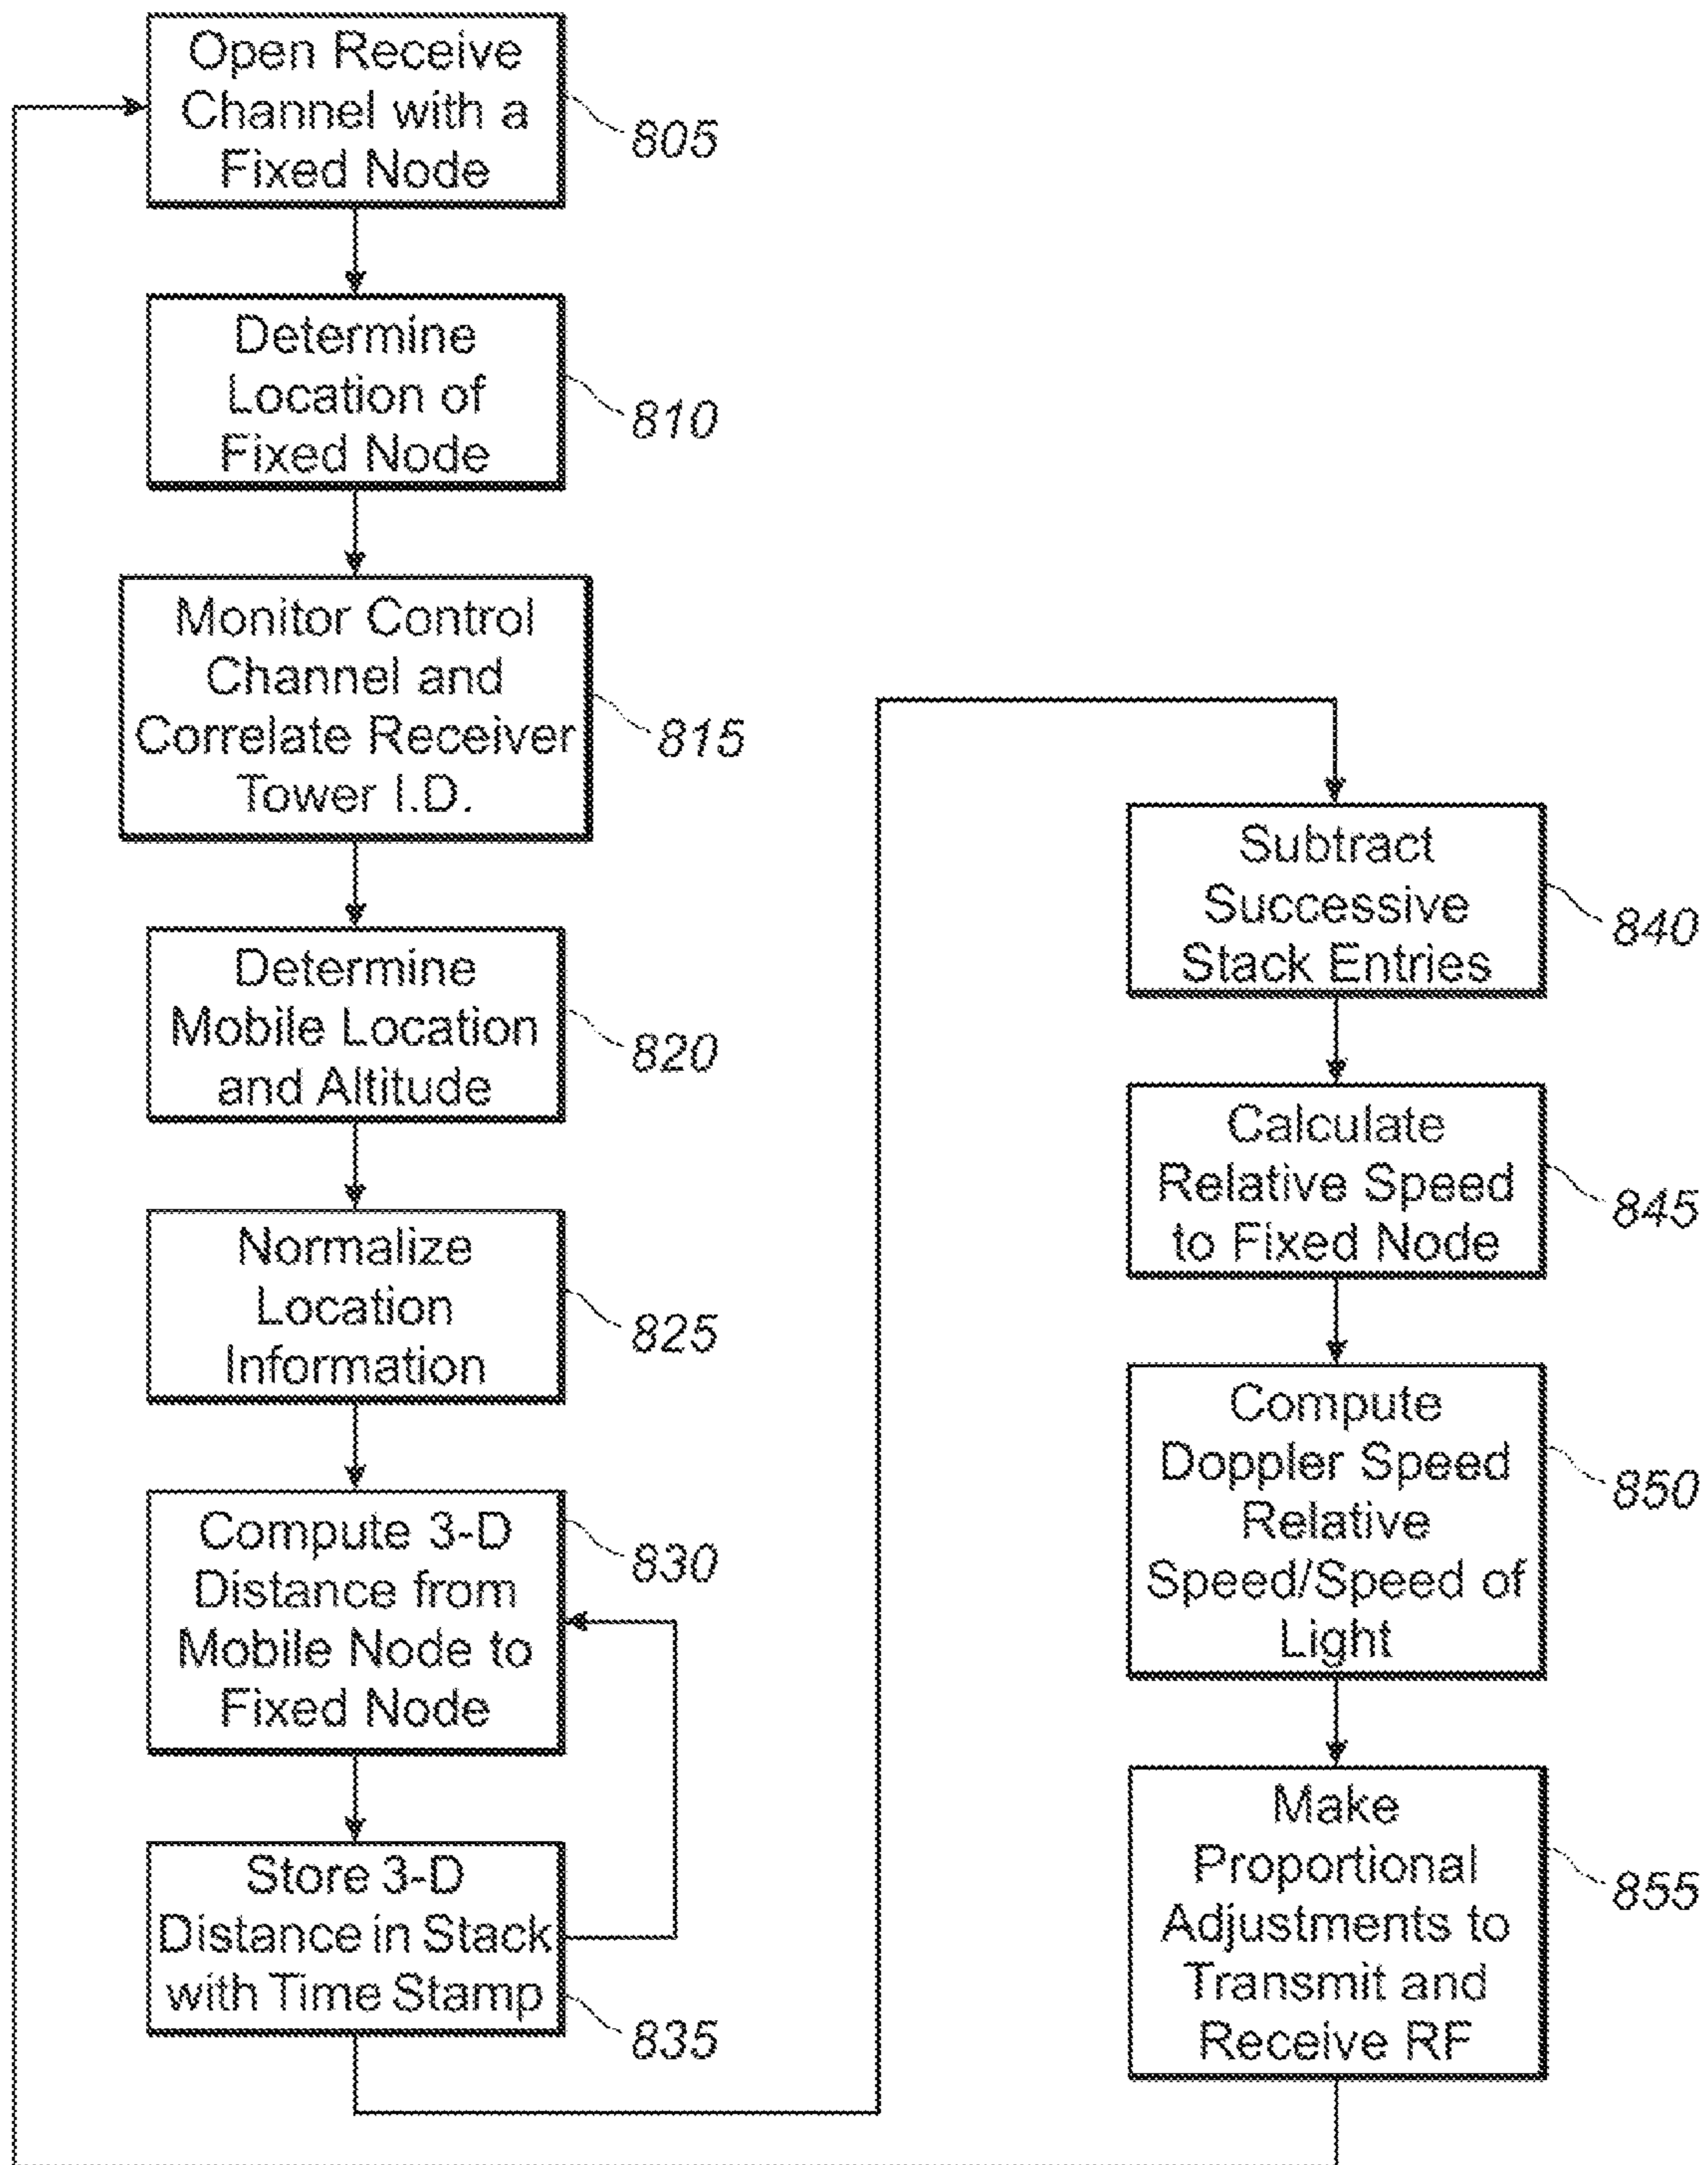 Open Receive
Channel with a
Fixed Node
805
Determine
Location of
Fixed Node
810
Monitor Control
Channel and
Correlate Receiver
Tower I.D.
815
Determine
Mobile Location
and Altitude
820
Normalize
Location
Information
825
Compute 3-D
Distance from
Mobile Node to
Fixed Node
830
Store 3-D
Distance in Stack
with Time Stamp
835
Subtract
Successive
Stack Entries
840
Calculate
Relative Speed
to Fixed Node
845
Compute
Doppler Speed
Relative
Speed/Speed of
Light
850
Make
Proportional
Adjustments to
Transmit and
Receive RF
855